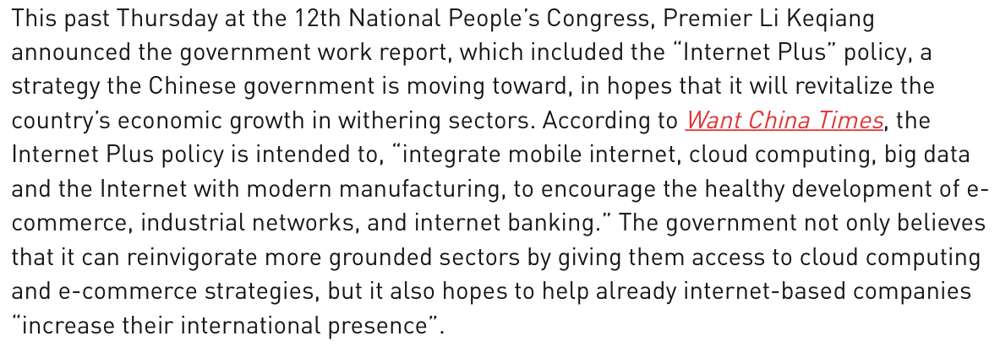 This past Thursday at the 12th National People’s Congress, Premier Li Keqiang
announced the government work report, which included the “Internet Plus” policy, a
strategy the Chinese government is moving toward, in hopes that it will revitalize the
country’s economic growth in withering sectors. According to Want China Times, the
Internet Plus policy is intended to, “integrate mobile internet, cloud computing, big data
and the Internet with modern manufacturing, to encourage the healthy development of e-
commerce, industrial networks, and internet banking.” The government not only believes
that it can reinvigorate more grounded sectors by giving them access to cloud computing
and e-commerce strategies, but it also hopes to help already internet-based companies
“increase their international presence”.